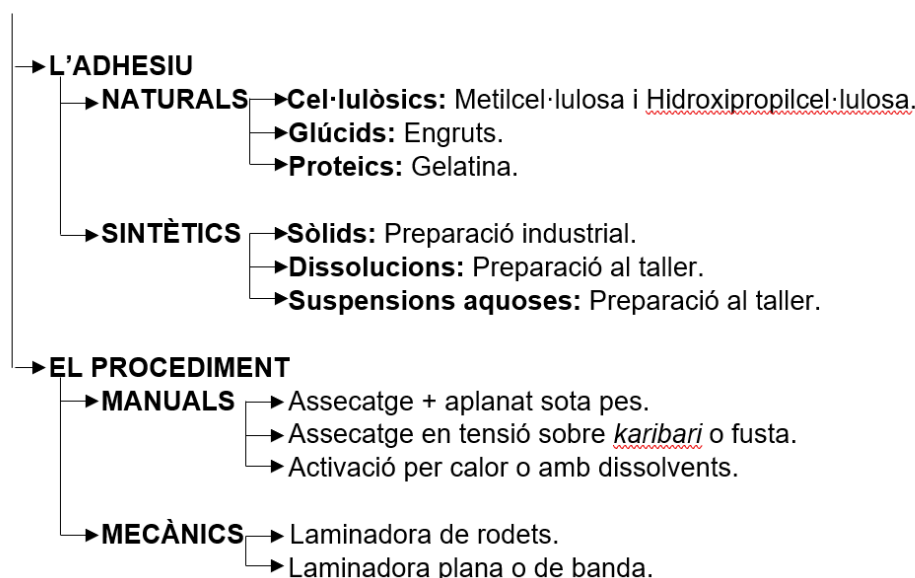 L’ADHESIU
NATURALS Cel·lulòsics: Metilcel·lulosa i Hidroxipropilcel·lulosa.
Glúcids: Engruts.
Proteics: Gelatina.
SINTÈTICS Sòlids: Preparació industrial.
Dissolucions: Preparació al taller.
Suspensions aquoses: Preparació al taller.
EL PROCEDIMENT
MANUALS Assecatge + aplanat sota pes.
Assecatge en tensió sobre karibari o fusta.
Activació per calor o amb dissolvents.
MECÀNICS Laminadora de rodets.
Laminadora plana o de banda.